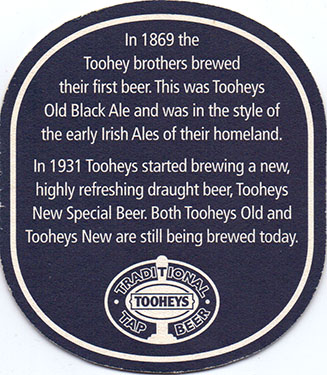 In 1869 the
Toohey brothers brewed
their first beer. This was Tooheys
Old Black Ale and was in the style of
the early Irish Ales of their homeland.
In 1931 Tooheys started brewing a new,
highly refreshing draught beer, Tooheys
New Special Beer. Both Tooheys Old and
Tooheys New are still being brewed today.
TRADITIONAL
TOOHEYS
TAP BEER